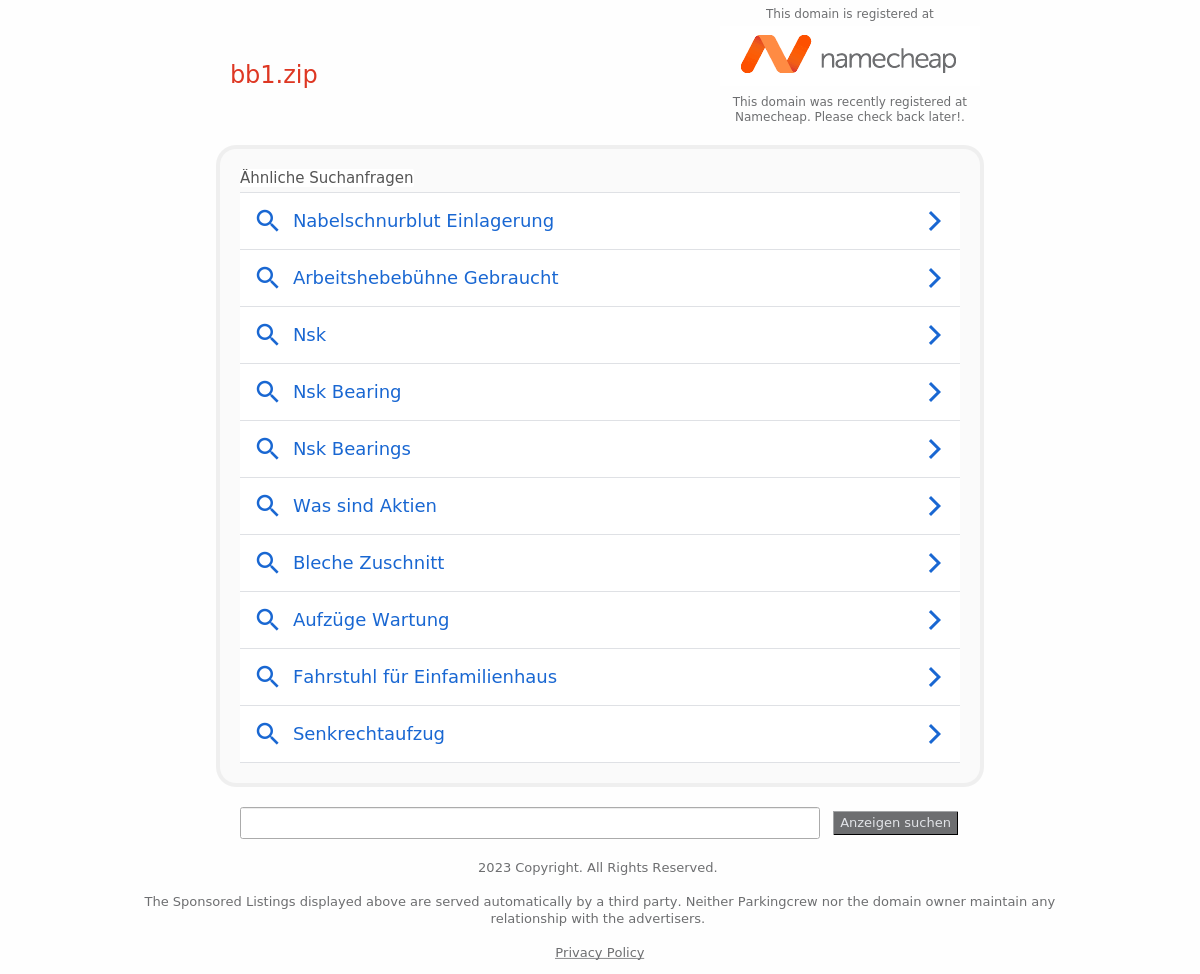 This domain is registered at
namecheap
bb1.zip
This domain was recently registered at
Namecheap. Please check back later!.
Ähnliche Suchanfragen
Nabelschnurblut Einlagerung
Arbeitshebebühne Gebraucht
Nsk
Nsk Bearing
Nsk Bearings
Was sind Aktien
Bleche Zuschnitt
Aufzüge Wartung
Fahrstuhl für Einfamilienhaus
Senkrechtaufzug
Anzeigen suchen
2023 Copyright. All Rights Reserved.
The Sponsored Listings displayed above are served automatically by a third party. Neither Parkingcrew nor the domain owner maintain any
relationship with the advertisers.
Privacy Policy